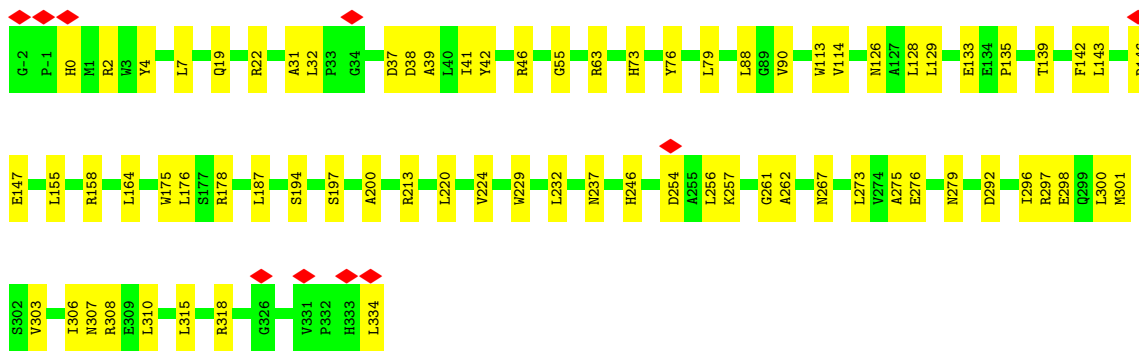 G-2 P-1 H0 M1 R2 W3 Y4 L7 Q19 R22 A31 L32 P33 G34 D37 D38 A39 L40 I41 Y42 R46 G55 R63 H73 Y76 L79 L88 G89 V90 W113 V114 N126 A127 L128 L129 E133 E134 P135 T139 F142 L143
E147 L155 R158 L164 W175 L176 S177 R178 L187 S194 S197 A200 R213 L220 V224 W229 L232 N237 H246 D254 A255 L256 K257 G261 A262 N267 L273 V274 A275 E276 N279 D292 I296 R297 E298 Q299 L300 M301
S302 V303 I306 N307 R308 E309 L310 L315 R318 G326 V331 P332 H333 L334